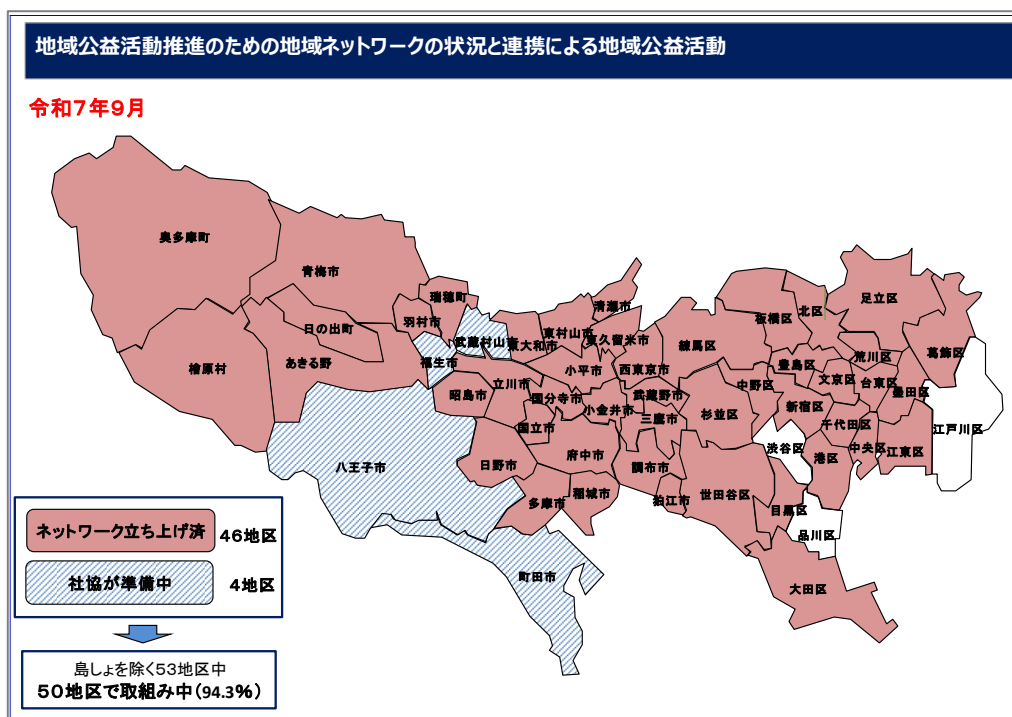 地域公益活動推進のための地域ネットワークの状況と連携による地域公益活動
令和7年9月
奥多摩町
青梅市
瑞穂町
羽村市
日の出町
あきる野
檜原村
福生市
武蔵村山市
東大和市
東村山市
清瀬市
東久留米市
小平市
西東京市
昭島市
立川市
国分寺市
小金井市
武蔵野市
三鷹市
国立市
府中市
日野市
調布市
狛江市
多摩市
稲城市
八王子市
町田市
練馬区
板橋区
北区
足立区
葛飾区
荒川区
豊島区
文京区
台東区
墨田区
中野区
杉並区
新宿区
千代田区
中央区
江東区
江戸川区
渋谷区
港区
世田谷区
目黒区
品川区
大田区
ネットワーク立ち上げ済 46地区
社協が準備中 4地区
島しょを除く53地区中
50地区で取組み中(94.3%)